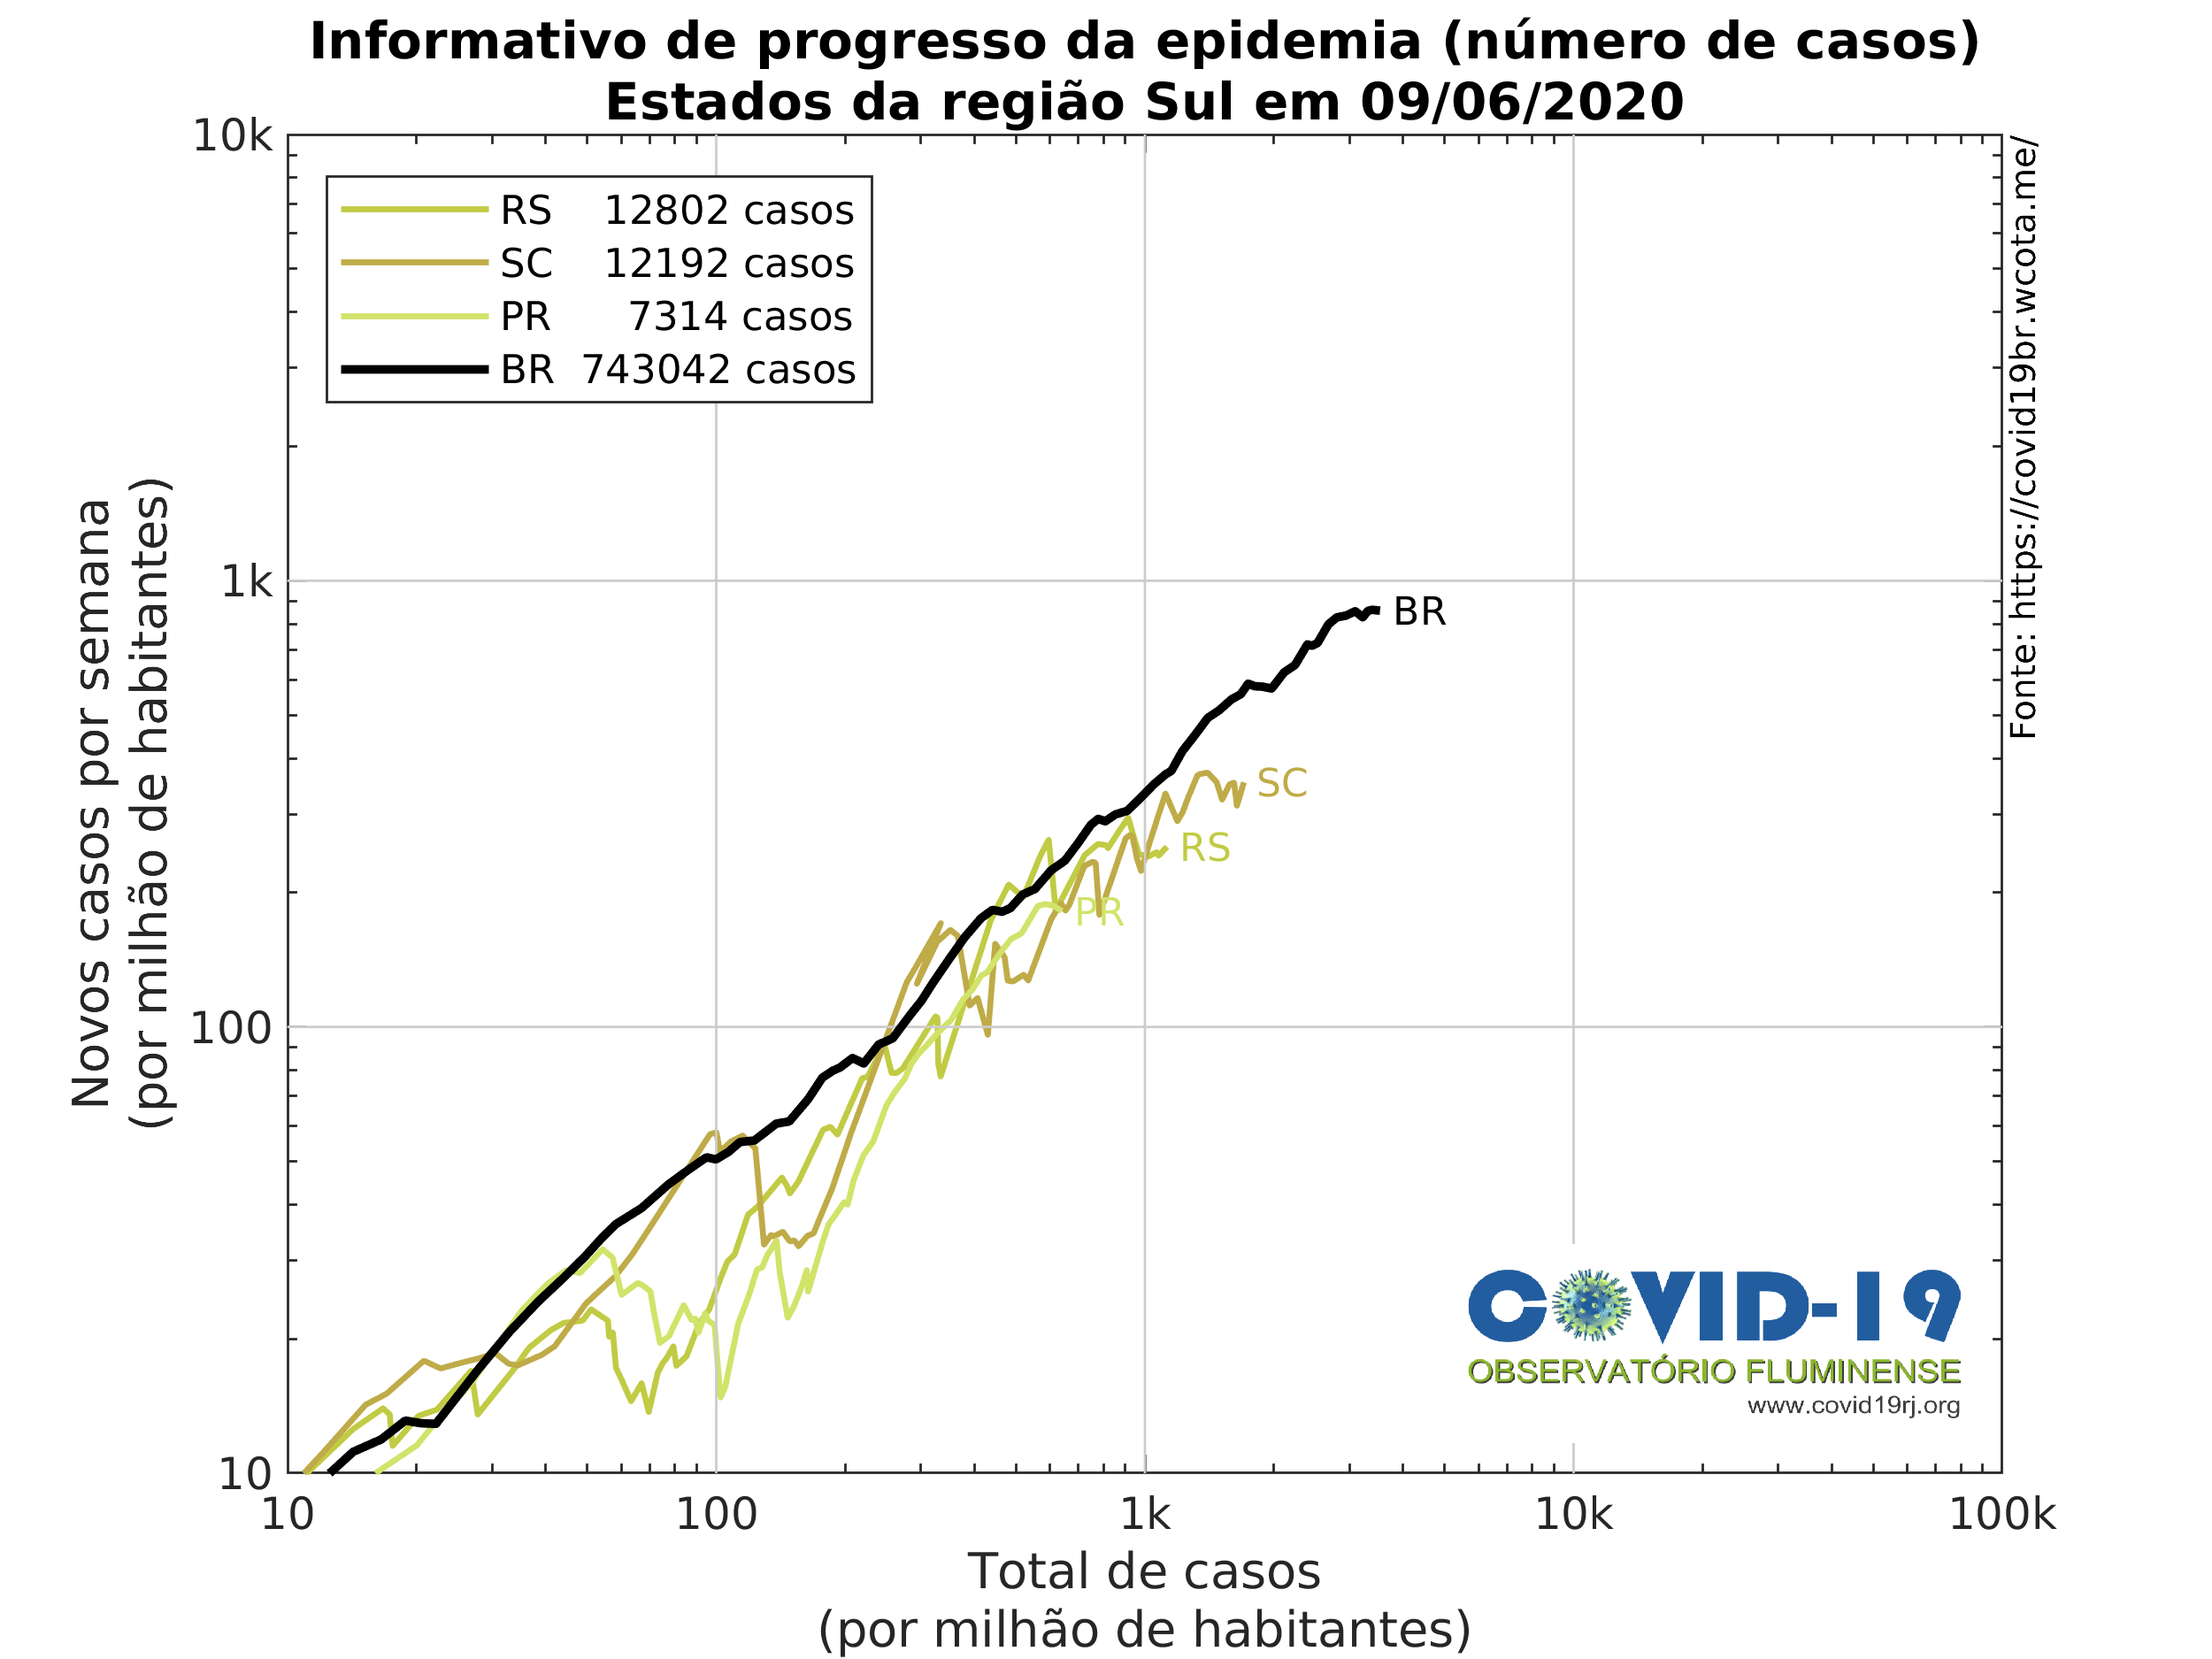 Informativo de progresso da epidemia (número de casos)
Estados da região Sul em 09/06/2020
10k
1k
100
10
Novos casos por semana
(por milhão de habitantes)
RS 12802 casos
SC 12192 casos
PR 7314 casos
BR 743042 casos
BR
SC
RS
PR
Fonte: https://covid19br.wcota.me/
COVID-19
OBSERVATÓRIO FLUMINENSE
www.covid19rj.org
10 100 1k 10k 100k
Total de casos
(por milhão de habitantes)